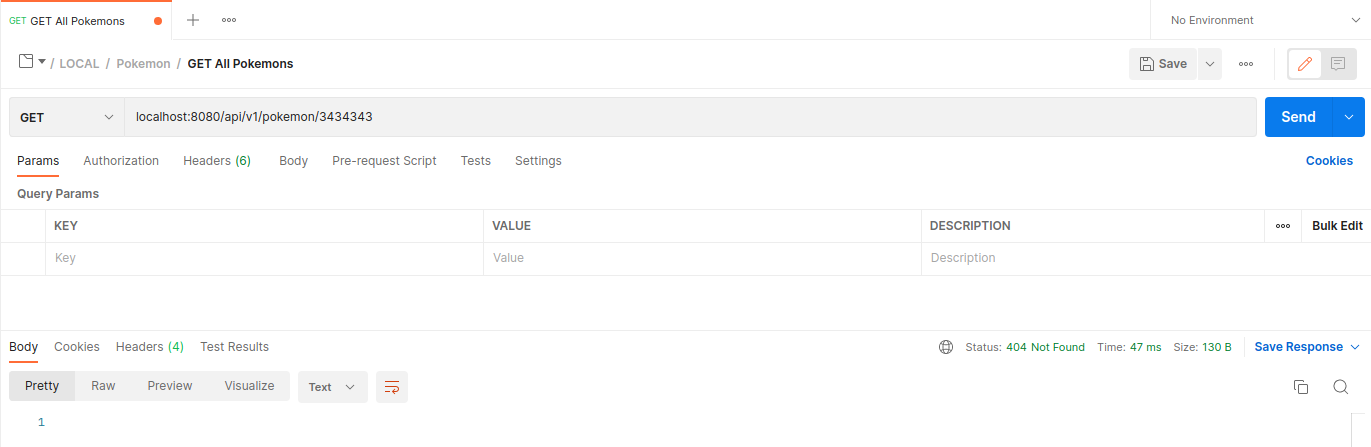 GET GET All Pokemons No Environment
/ LOCAL / Pokemon / GET All Pokemons Save
GET localhost:8080/api/v1/pokemon/3434343 Send
Params Authorization Headers (6) Body Pre-request Script Tests Settings Cookies
Query Params
KEY VALUE DESCRIPTION Bulk Edit
Key Value Description
Body Cookies Headers (4) Test Results Status: 404 Not Found Time: 47 ms Size: 130 B Save Response
Pretty Raw Preview Visualize Text
1